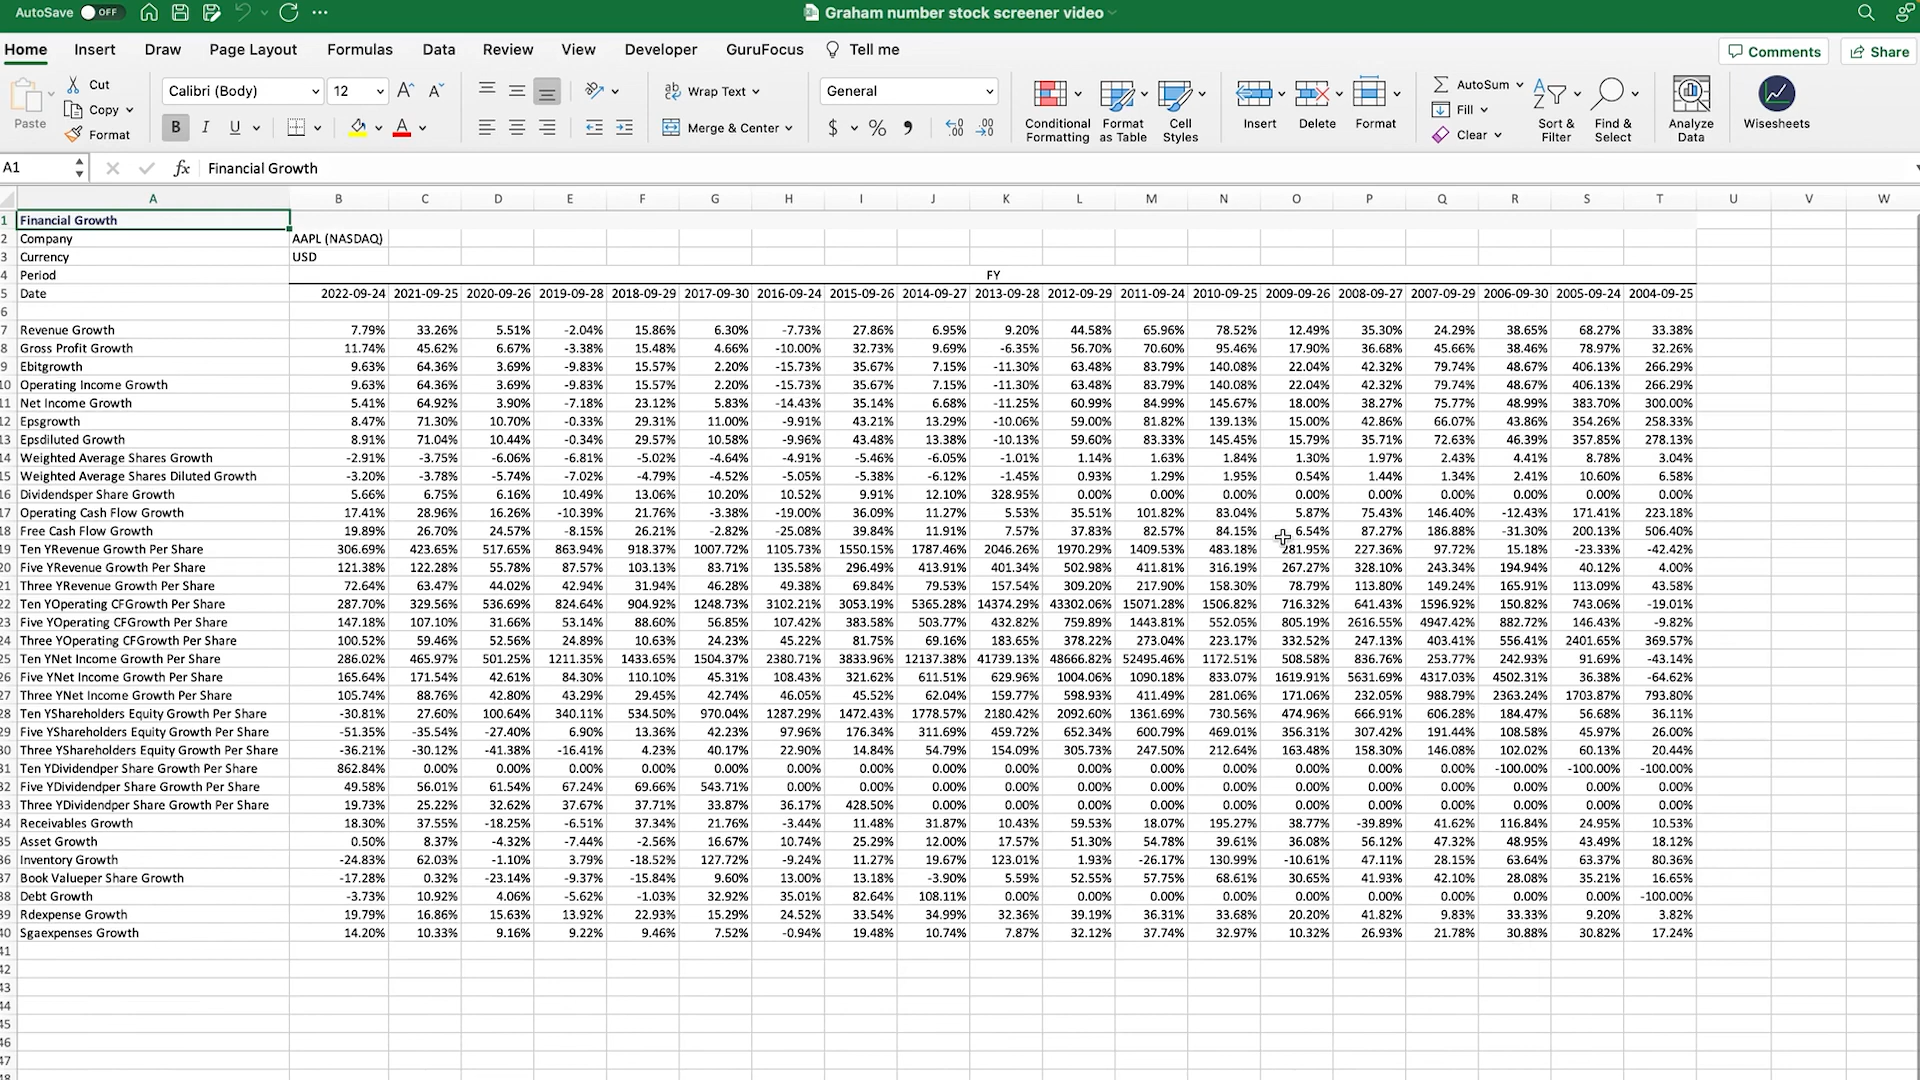 AutoSave OFF Graham number stock screener video
Home Insert Draw Page Layout Formulas Data Review View Developer GuruFocus Tell me Comments Share
Paste Cut Copy Format Calibri (Body) 12 Wrap Text Merge & Center General Conditional Formatting Format as Table Cell Styles Insert Delete Format AutoSum Fill Clear Sort & Filter Find & Select Analyze Data Wisesheets
A1 fx Financial Growth
A B C D E F G H I J K L M N O P Q R S T U V W
1 Financial Growth
2 Company AAPL (NASDAQ)
3 Currency USD
4 Period FY
5 Date 2022-09-24 2021-09-25 2020-09-26 2019-09-28 2018-09-29 2017-09-30 2016-09-24 2015-09-26 2014-09-27 2013-09-28 2012-09-29 2011-09-24 2010-09-25 2009-09-26 2008-09-27 2007-09-29 2006-09-30 2005-09-24 2004-09-25
6
7 Revenue Growth 7.79% 33.26% 5.51% -2.04% 15.86% 6.30% -7.73% 27.86% 6.95% 9.20% 44.58% 65.96% 78.52% 12.49% 35.30% 24.29% 38.65% 68.27% 33.38%
8 Gross Profit Growth 11.74% 45.62% 6.67% -3.38% 15.48% 4.66% -10.00% 32.73% 9.69% -6.35% 56.70% 70.60% 95.46% 17.90% 36.68% 45.66% 38.46% 78.97% 32.26%
9 Ebitgrowth 9.63% 64.36% 3.69% -9.83% 15.57% 2.20% -15.73% 35.67% 7.15% -11.30% 63.48% 83.79% 140.08% 22.04% 42.32% 79.74% 48.67% 406.13% 266.29%
10 Operating Income Growth 9.63% 64.36% 3.69% -9.83% 15.57% 2.20% -15.73% 35.67% 7.15% -11.30% 63.48% 83.79% 140.08% 22.04% 42.32% 79.74% 48.67% 406.13% 266.29%
11 Net Income Growth 5.41% 64.92% 3.90% -7.18% 23.12% 5.83% -14.43% 35.14% 6.68% -11.25% 60.99% 84.99% 145.67% 18.00% 38.27% 75.77% 48.99% 383.70% 300.00%
12 Epsgrowth 8.47% 71.30% 10.70% -0.33% 29.31% 11.00% -9.91% 43.21% 13.29% -10.06% 59.00% 81.82% 139.13% 15.00% 42.86% 66.07% 43.86% 354.26% 258.33%
13 Epsdiluted Growth 8.91% 71.04% 10.44% -0.34% 29.57% 10.58% -9.96% 43.48% 13.38% -10.13% 59.60% 83.33% 145.45% 15.79% 35.71% 72.63% 46.39% 357.85% 278.13%
14 Weighted Average Shares Growth -2.91% -3.75% -6.06% -6.81% -5.02% -4.64% -4.91% -5.46% -6.05% -1.01% 1.14% 1.63% 1.84% 1.30% 1.97% 2.43% 4.41% 8.78% 3.04%
15 Weighted Average Shares Diluted Growth -3.20% -3.78% -5.74% -7.02% -4.79% -4.52% -5.05% -5.38% -6.12% -1.45% 0.93% 1.29% 1.95% 0.54% 1.44% 1.34% 2.41% 10.60% 6.58%
16 Dividendsper Share Growth 5.66% 6.75% 6.16% 10.49% 13.06% 10.20% 10.52% 9.91% 12.10% 328.95% 0.00% 0.00% 0.00% 0.00% 0.00% 0.00% 0.00% 0.00% 0.00%
17 Operating Cash Flow Growth 17.41% 28.96% 16.26% -10.39% 21.76% -3.38% -19.00% 36.09% 11.27% 5.53% 35.51% 101.82% 83.04% 5.87% 75.43% 146.40% -12.43% 171.41% 223.18%
18 Free Cash Flow Growth 19.89% 26.70% 24.57% -8.15% 26.21% -2.82% -25.08% 39.84% 11.91% 7.57% 37.83% 82.57% 84.15% 6.54% 87.27% 186.88% -31.30% 200.13% 506.40%
19 Ten YRevenue Growth Per Share 306.69% 423.65% 517.65% 863.94% 918.37% 1007.72% 1105.73% 1550.15% 1787.46% 2046.26% 1970.29% 1409.53% 483.18% 281.95% 227.36% 97.72% 15.18% -23.33% -42.42%
20 Five YRevenue Growth Per Share 121.38% 122.28% 55.78% 87.57% 103.13% 83.71% 135.58% 296.49% 413.91% 401.34% 502.98% 411.81% 316.19% 267.27% 328.10% 243.34% 194.94% 40.12% 4.00%
21 Three YRevenue Growth Per Share 72.64% 63.47% 44.02% 42.94% 31.94% 46.28% 49.38% 69.84% 79.53% 157.54% 309.20% 217.90% 158.30% 78.79% 113.80% 149.24% 165.91% 113.09% 43.58%
22 Ten YOperating CFGrowth Per Share 287.70% 329.56% 536.69% 824.64% 904.92% 1248.73% 3102.21% 3053.19% 5365.28% 14374.29% 43302.06% 15071.28% 1506.82% 716.32% 641.43% 1596.92% 150.82% 743.06% -19.01%
23 Five YOperating CFGrowth Per Share 147.18% 107.10% 31.66% 53.14% 88.60% 56.85% 107.42% 383.58% 503.77% 432.82% 759.89% 1443.81% 552.05% 805.19% 2616.55% 4947.42% 882.72% 146.43% -9.82%
24 Three YOperating CFGrowth Per Share 100.52% 59.46% 52.56% 24.89% 10.63% 24.23% 45.22% 81.75% 69.16% 183.65% 378.22% 273.04% 223.17% 332.52% 247.13% 403.41% 556.41% 2401.65% 369.57%
25 Ten YNet Income Growth Per Share 286.02% 465.97% 501.25% 1211.35% 1433.65% 1504.37% 2380.71% 3833.96% 12137.38% 41739.13% 48666.82% 52495.46% 1172.51% 508.58% 836.76% 253.77% 242.93% 91.69% -43.14%
26 Five YNet Income Growth Per Share 165.64% 171.54% 42.61% 84.30% 110.10% 45.31% 108.43% 321.62% 611.51% 629.96% 1004.06% 1090.18% 833.07% 1619.91% 5631.69% 4317.03% 4502.31% 36.38% -64.62%
27 Three YNet Income Growth Per Share 105.74% 88.76% 42.80% 43.29% 29.45% 42.74% 46.05% 45.52% 62.04% 159.77% 598.93% 411.49% 281.06% 171.06% 232.05% 988.79% 2363.24% 1703.87% 793.80%
28 Ten YShareholders Equity Growth Per Share -30.81% 27.60% 100.64% 340.11% 534.50% 970.04% 1287.29% 1472.43% 1778.57% 2180.42% 2092.60% 1361.69% 730.56% 474.96% 666.91% 606.28% 184.47% 56.68% 36.11%
29 Five YShareholders Equity Growth Per Share -51.35% -35.54% -27.40% 6.90% 13.36% 42.23% 97.96% 176.34% 311.69% 459.72% 652.34% 600.79% 469.01% 356.31% 307.42% 191.44% 108.58% 45.97% 26.00%
30 Three YShareholders Equity Growth Per Share -36.21% -30.12% -41.38% -16.41% 4.23% 40.17% 22.90% 14.84% 54.79% 154.09% 305.73% 247.50% 212.64% 163.48% 158.30% 146.08% 102.02% 60.13% 20.44%
31 Ten YDividendper Share Growth Per Share 862.84% 0.00% 0.00% 0.00% 0.00% 0.00% 0.00% 0.00% 0.00% 0.00% 0.00% 0.00% 0.00% 0.00% 0.00% 0.00% -100.00% -100.00% -100.00%
32 Five YDividendper Share Growth Per Share 49.58% 56.01% 61.54% 67.24% 69.66% 543.71% 0.00% 0.00% 0.00% 0.00% 0.00% 0.00% 0.00% 0.00% 0.00% 0.00% 0.00% 0.00% 0.00%
33 Three YDividendper Share Growth Per Share 19.73% 25.22% 32.62% 37.67% 37.71% 33.87% 36.17% 428.50% 0.00% 0.00% 0.00% 0.00% 0.00% 0.00% 0.00% 0.00% 0.00% 0.00% 0.00%
34 Receivables Growth 18.30% 37.55% -18.25% -6.51% 37.34% 21.76% -3.44% 11.48% 31.87% 10.43% 59.53% 18.07% 195.27% 38.77% -39.89% 41.62% 116.84% 24.95% 10.53%
35 Asset Growth 0.50% 8.37% -4.32% -7.44% -2.56% 16.67% 10.74% 25.29% 12.00% 17.57% 51.30% 54.78% 39.61% 36.08% 56.12% 47.32% 48.95% 43.49% 18.12%
36 Inventory Growth -24.83% 62.03% -1.10% 3.79% -18.52% 127.72% -9.24% 11.27% 19.67% 123.01% 1.93% -26.17% 130.99% -10.61% 47.11% 28.15% 63.64% 63.37% 80.36%
37 Book Valueper Share Growth -17.28% 0.32% -23.14% -9.37% -15.84% 9.60% 13.00% 13.18% -3.90% 5.59% 52.55% 57.75% 68.61% 30.65% 41.93% 42.10% 28.08% 35.21% 16.65%
38 Debt Growth -3.73% 10.92% 4.06% -5.62% -1.03% 32.92% 35.01% 82.64% 108.11% 0.00% 0.00% 0.00% 0.00% 0.00% 0.00% 0.00% 0.00% 0.00% -100.00%
39 Rdexpense Growth 19.79% 16.86% 15.63% 13.92% 22.93% 15.29% 24.52% 33.54% 34.99% 32.36% 39.19% 36.31% 33.68% 20.20% 41.82% 9.83% 33.33% 9.20% 3.82%
40 Sgaexpenses Growth 14.20% 10.33% 9.16% 9.22% 9.46% 7.52% -0.94% 19.48% 10.74% 7.87% 32.12% 37.74% 32.97% 10.32% 26.93% 21.78% 30.88% 30.82% 17.24%
41
42
43
44
45
46
47
48